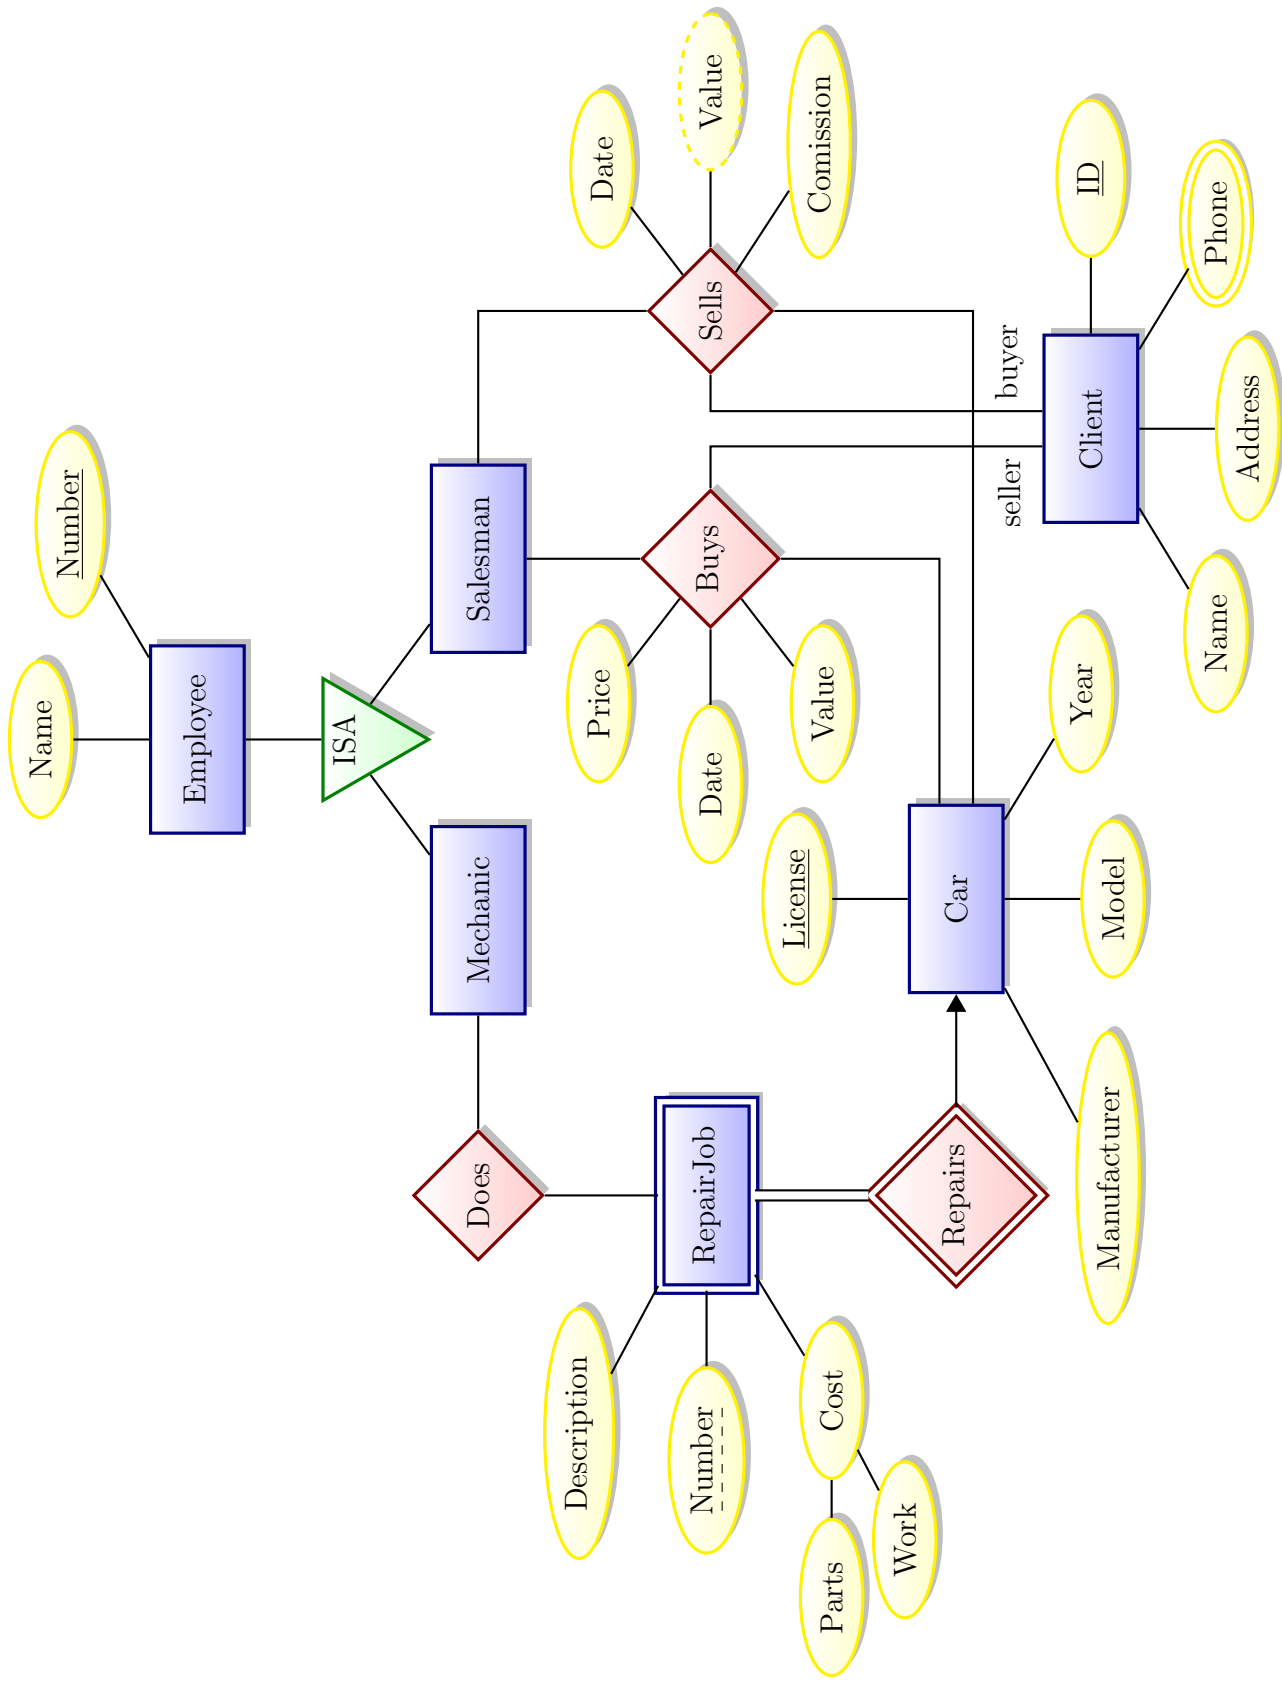 Name
Number
Employee
ISA
Mechanic
Salesman
Does
Description
Number
RepairJob
Cost
Parts
Work
Repairs
Price
Date
Value
Buys
Sells
Date
Value
Comission
License
Car
Manufacturer
Model
Year
seller
buyer
Client
Name
Address
Phone
ID